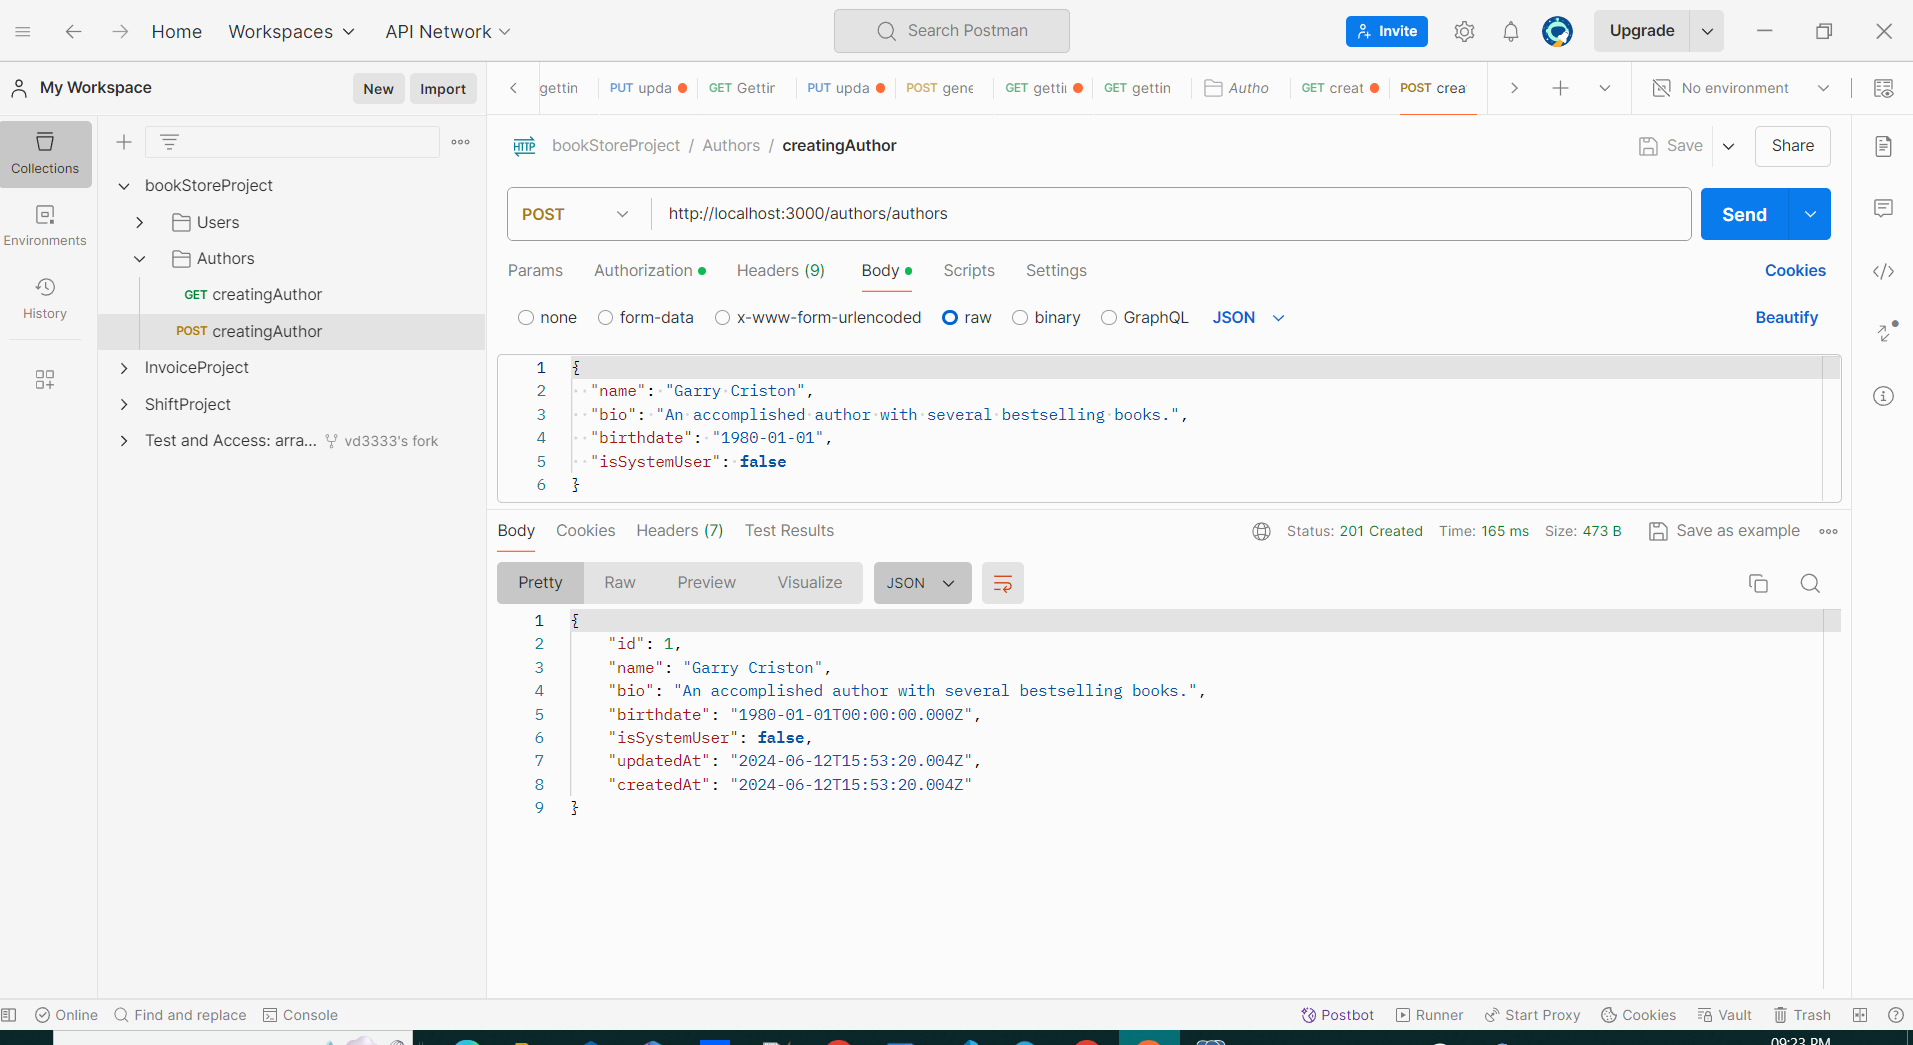 Home Workspaces API Network Search Postman Invite Upgrade
My Workspace New Import
gettin PUT upda GET Gettir PUT upda POST gene GET getti GET gettin Autho GET creat POST crea No environment
Collections
Environments
History
bookStoreProject
Users
Authors
GET creatingAuthor
POST creatingAuthor
InvoiceProject
ShiftProject
Test and Access: arra... vd3333's fork
HTTP bookStoreProject / Authors / creatingAuthor Save Share
POST http://localhost:3000/authors/authors Send
Params Authorization Headers (9) Body Scripts Settings Cookies
none form-data x-www-form-urlencoded raw binary GraphQL JSON Beautify
1 {
2 "name": "Garry Criston",
3 "bio": "An accomplished author with several bestselling books.",
4 "birthdate": "1980-01-01",
5 "isSystemUser": false
6 }
Body Cookies Headers (7) Test Results Status: 201 Created Time: 165 ms Size: 473 B Save as example
Pretty Raw Preview Visualize JSON
1 {
2 "id": 1,
3 "name": "Garry Criston",
4 "bio": "An accomplished author with several bestselling books.",
5 "birthdate": "1980-01-01T00:00:00.000Z",
6 "isSystemUser": false,
7 "updatedAt": "2024-06-12T15:53:20.004Z",
8 "createdAt": "2024-06-12T15:53:20.004Z"
9 }
Online Find and replace Console Postbot Runner Start Proxy Cookies Vault Trash
09:23 PM